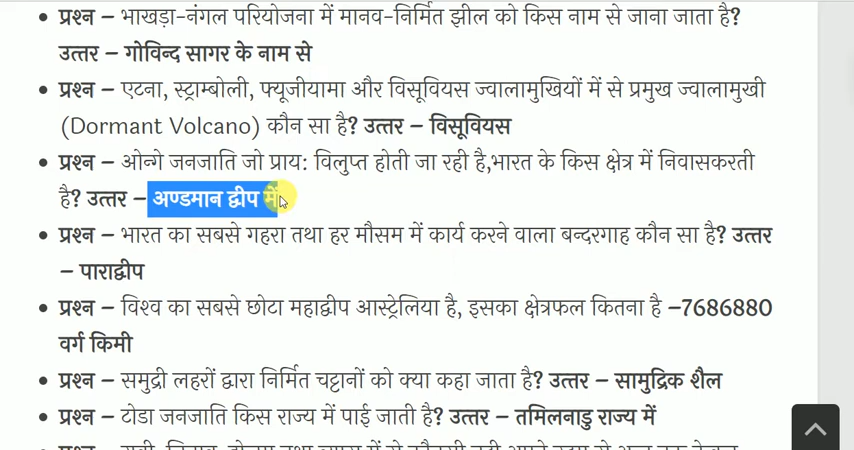 प्रश्न – भाखड़ा-नंगल परियोजना में मानव-निर्मित झील को किस नाम से जाना जाता है?
उत्तर – गोविन्द सागर के नाम से
प्रश्न – एटना, स्ट्राम्बोली, फ्यूजीयामा और विसूवियस ज्वालामुखियों में से प्रमुख ज्वालामुखी
(Dormant Volcano) कौन सा है? उत्तर – विसूवियस
प्रश्न – ओन्गे जनजाति जो प्राय: विलुप्त होती जा रही है,भारत के किस क्षेत्र में निवासकरती
है? उत्तर – अण्डमान द्वीप में
प्रश्न – भारत का सबसे गहरा तथा हर मौसम में कार्य करने वाला बन्दरगाह कौन सा है? उत्तर
– पाराद्वीप
प्रश्न – विश्व का सबसे छोटा महाद्वीप आस्ट्रेलिया है, इसका क्षेत्रफल कितना है –7686880
वर्ग किमी
प्रश्न – समुद्री लहरों द्वारा निर्मित चट्टानों को क्या कहा जाता है? उत्तर – सामुद्रिक शैल
प्रश्न – टोडा जनजाति किस राज्य में पाई जाती है? उत्तर – तमिलनाडु राज्य में